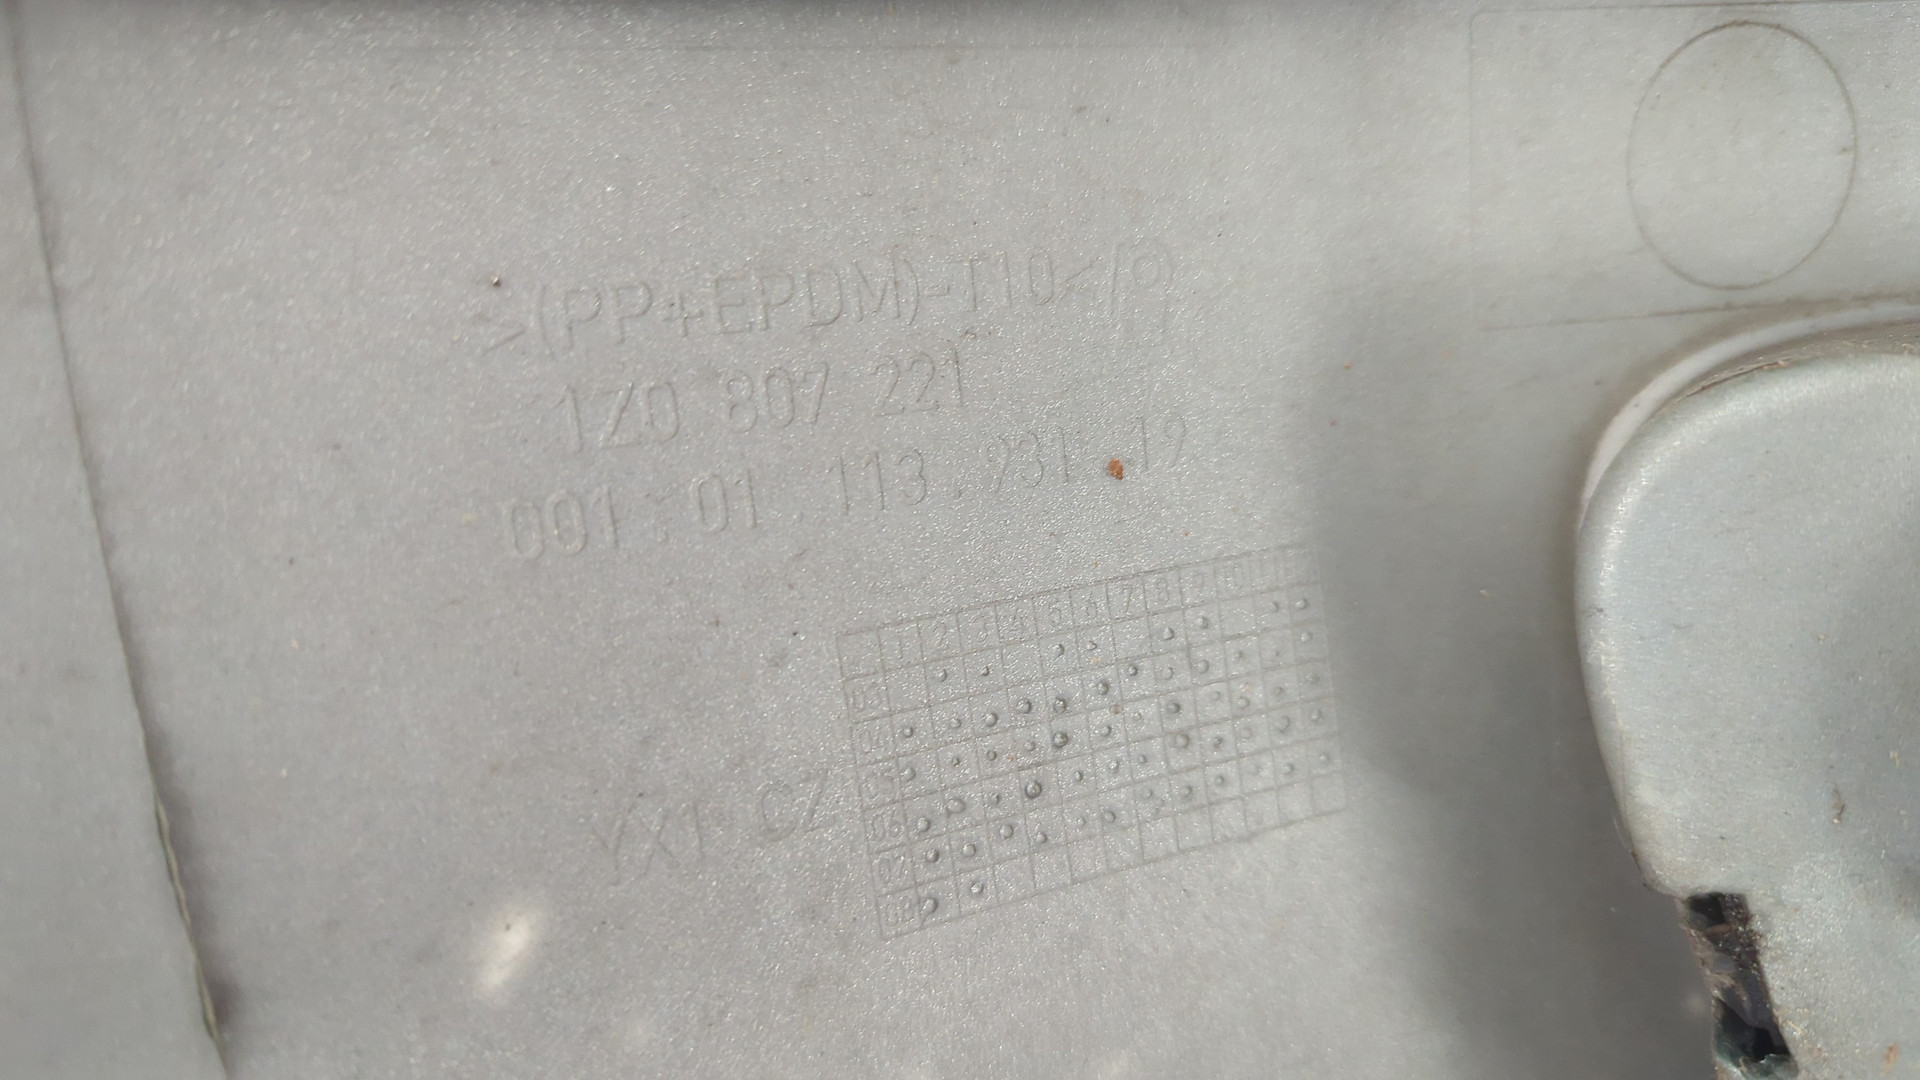 >(PP+EPDM)-T10</P
1Z0 807 221
001.01.113.931.19
1 2 3 4 5 6 7 8 9 10 11
03
04
05
YX1 CZ 06
07
08